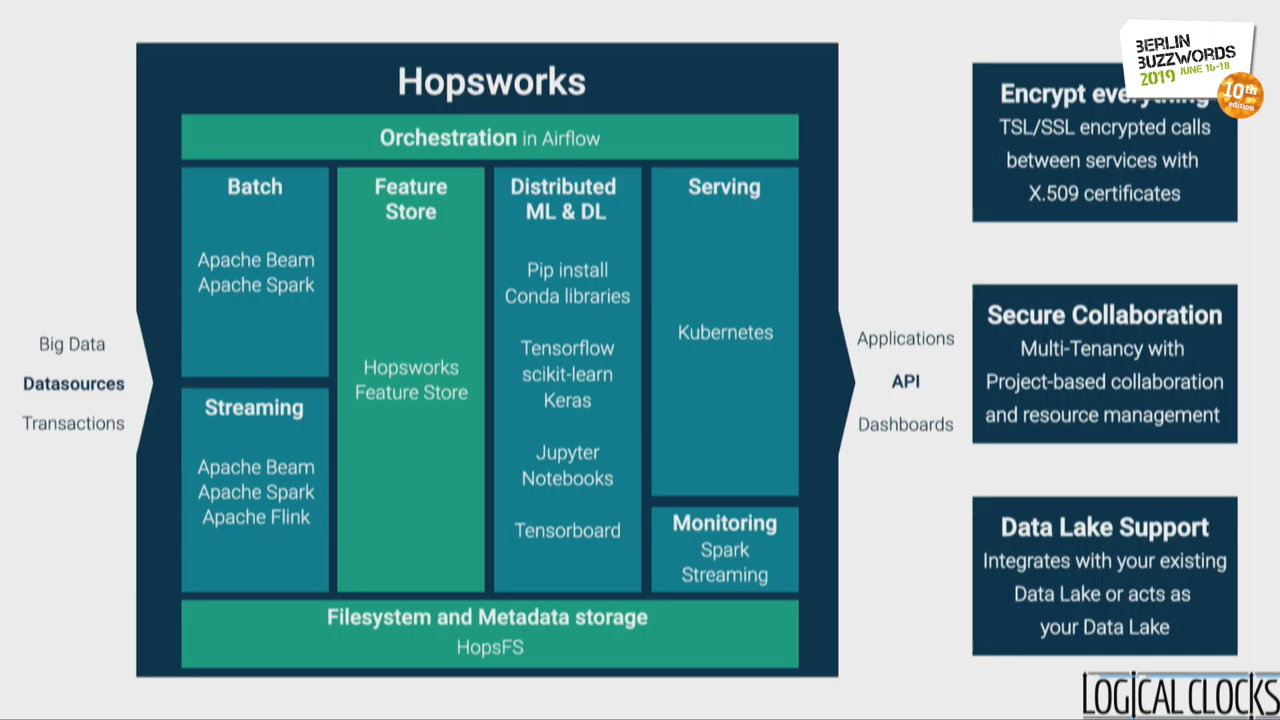 Hopsworks
Orchestration in Airflow
Batch
Apache Beam
Apache Spark
Streaming
Apache Beam
Apache Spark
Apache Flink
Feature
Store
Hopsworks
Feature Store
Distributed
ML & DL
Pip install
Conda libraries
Tensorflow
scikit-learn
Keras
Jupyter
Notebooks
Tensorboard
Serving
Kubernetes
Monitoring
Spark
Streaming
Filesystem and Metadata storage
HopsFS
Big Data
Datasources
Transactions
Applications
API
Dashboards
BERLIN
BUZZWORDS
2019 JUNE 16-18
10th
edition
Encrypt everything
TSL/SSL encrypted calls
between services with
X.509 certificates
Secure Collaboration
Multi-Tenancy with
Project-based collaboration
and resource management
Data Lake Support
Integrates with your existing
Data Lake or acts as
your Data Lake
LOGICAL CLOCKS